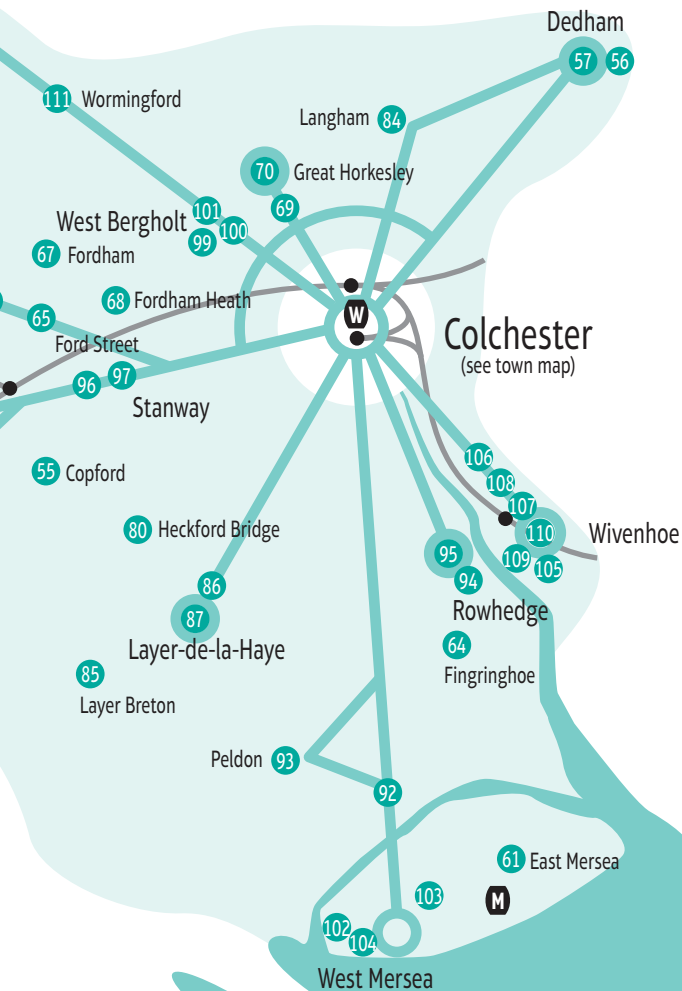 Dedham
57
56
111
Wormingford
Langham
84
70
Great Horkesley
69
101
West Bergholt
100
99
67
Fordham
68
Fordham Heath
W
65
Ford Street
Colchester
(see town map)
97
96
Stanway
55
Copford
106
108
107
80
Heckford Bridge
110
Wivenhoe
95
109
105
94
86
Rowhedge
87
64
Layer-de-la-Haye
85
Fingringhoe
Layer Breton
Peldon
93
92
61
East Mersea
103
M
102
104
West Mersea